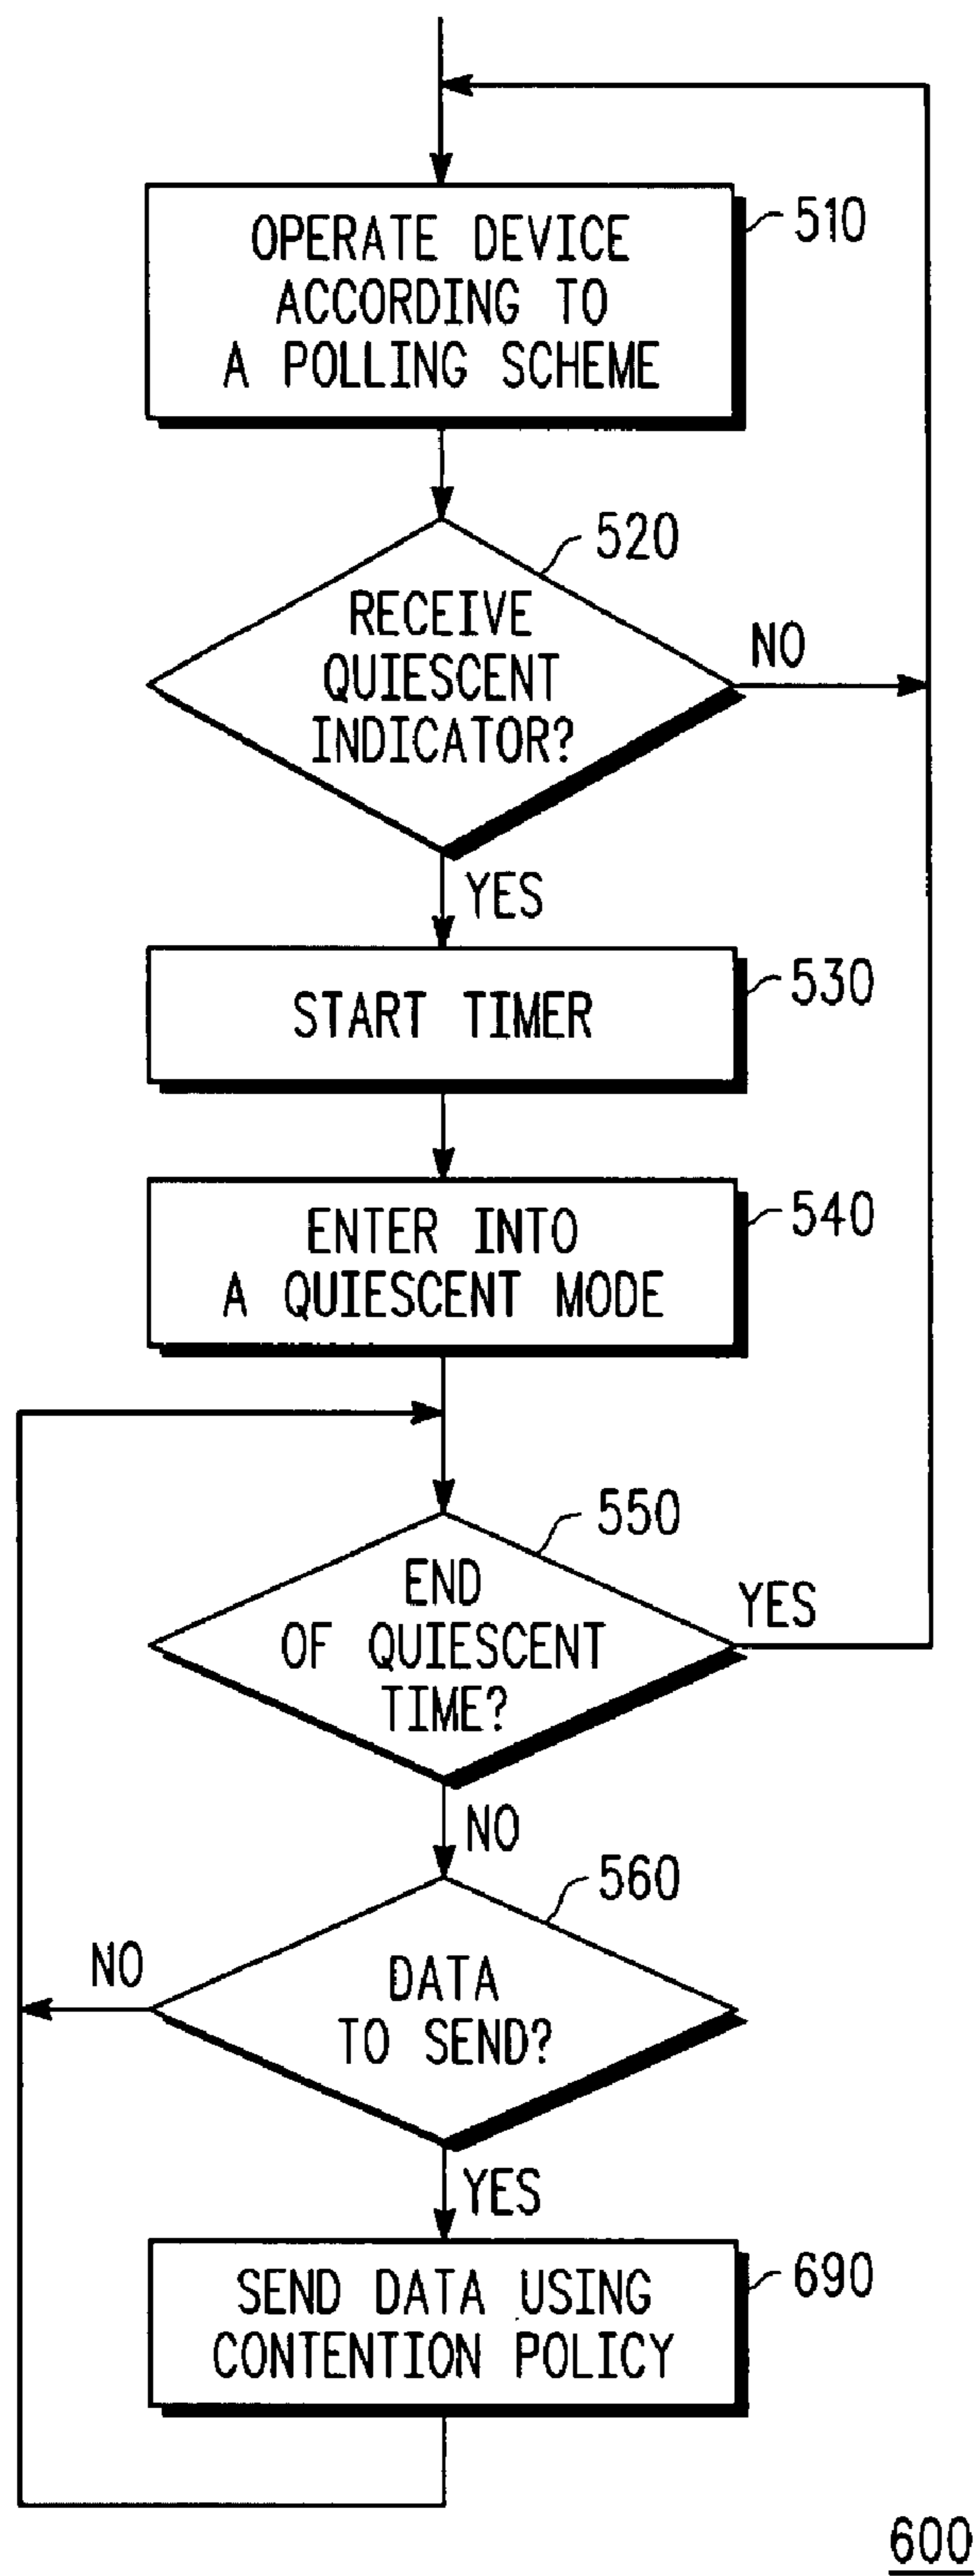 OPERATE DEVICE
ACCORDING TO
A POLLING SCHEME
510
520
RECEIVE
QUIESCENT
INDICATOR?
NO
YES
START TIMER
530
ENTER INTO
A QUIESCENT MODE
540
550
END
OF QUIESCENT
TIME?
YES
NO
560
DATA
TO SEND?
NO
YES
SEND DATA USING
CONTENTION POLICY
690
600